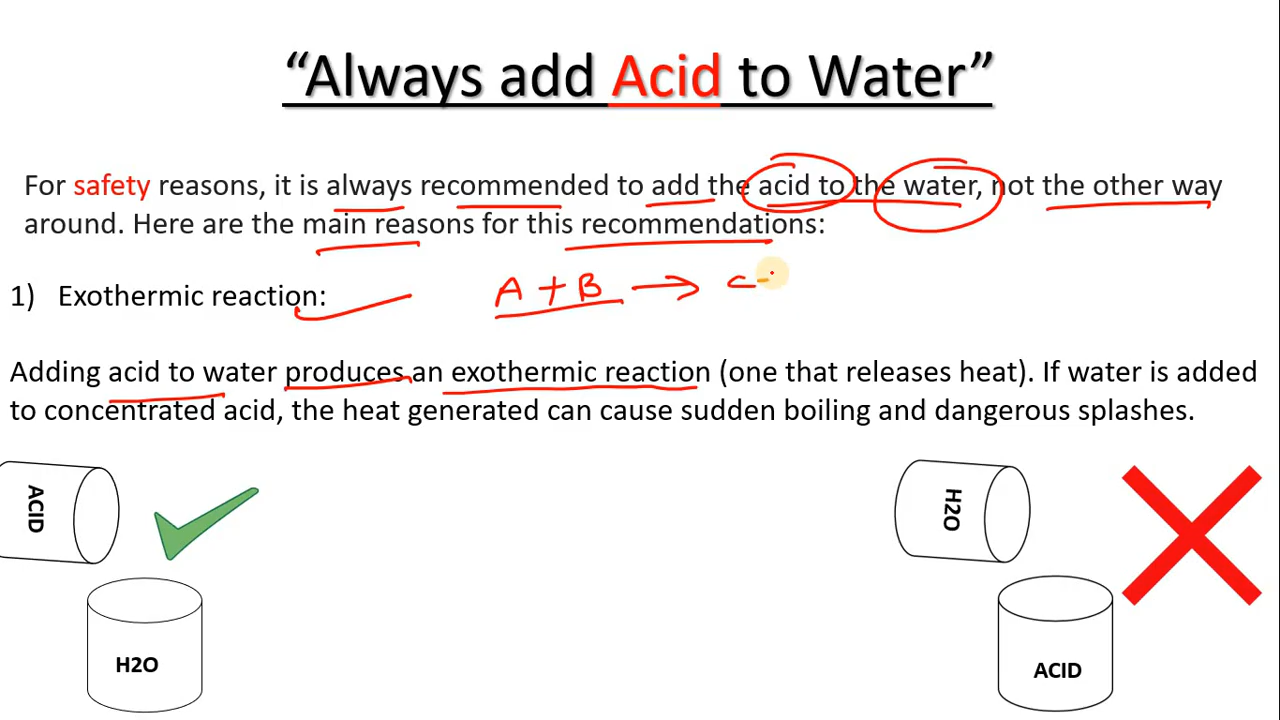 “Always add Acid to Water”
For safety reasons, it is always recommended to add the acid to the water, not the other way
around. Here are the main reasons for this recommendations:
1) Exothermic reaction:
A + B → C
Adding acid to water produces an exothermic reaction (one that releases heat). If water is added
to concentrated acid, the heat generated can cause sudden boiling and dangerous splashes.
ACID
H2O
H2O
ACID